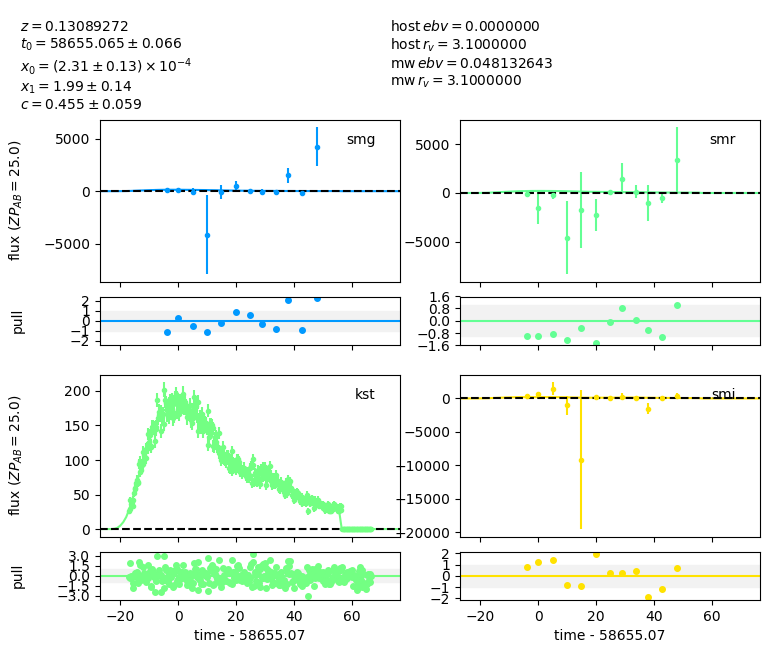 z = 0.13089272
t₀ = 58655.065 ± 0.066
x₀ = (2.31 ± 0.13) × 10⁻⁴
x₁ = 1.99 ± 0.14
c = 0.455 ± 0.059
host ebv = 0.0000000
host r_v = 3.1000000
mw ebv = 0.048132643
mw r_v = 3.1000000
smg
5000
0
−5000
flux (ZP_AB = 25.0)
smr
5000
0
−5000
2
1
0
−1
−2
pull
1.6
0.8
0.0
−0.8
−1.6
kst
200
150
100
50
0
flux (ZP_AB = 25.0)
smi
0
−5000
−10000
−15000
−20000
3.0
1.5
0.0
−1.5
−3.0
pull
−20 0 20 40 60
time - 58655.07
2
1
0
−1
−2
−20 0 20 40 60
time - 58655.07